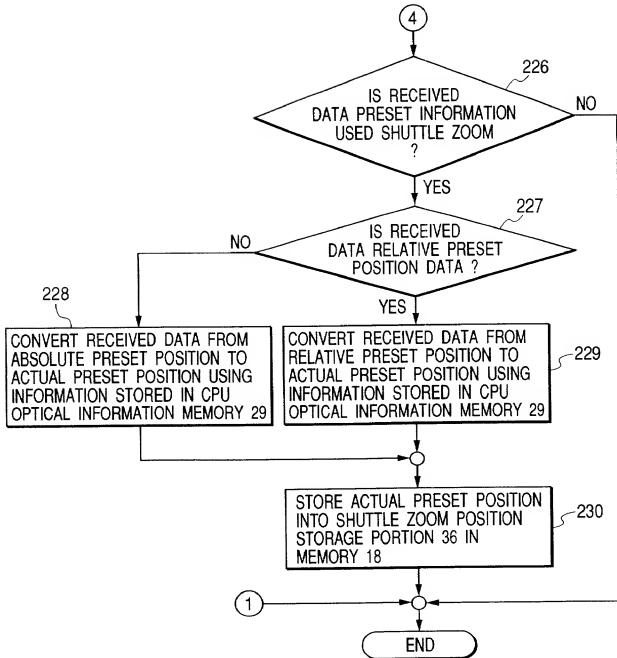 4
226
IS RECEIVED
DATA PRESET INFORMATION
USED SHUTTLE ZOOM
?
NO
YES
227
IS RECEIVED
DATA RELATIVE PRESET
POSITION DATA ?
NO
YES
228
CONVERT RECEIVED DATA FROM
ABSOLUTE PRESET POSITION TO
ACTUAL PRESET POSITION USING
INFORMATION STORED IN CPU
OPTICAL INFORMATION MEMORY 29
CONVERT RECEIVED DATA FROM
RELATIVE PRESET POSITION TO
ACTUAL PRESET POSITION USING
INFORMATION STORED IN CPU
OPTICAL INFORMATION MEMORY 29
229
STORE ACTUAL PRESET POSITION
INTO SHUTTLE ZOOM POSITION
STORAGE PORTION 36 IN
MEMORY 18
230
1
END